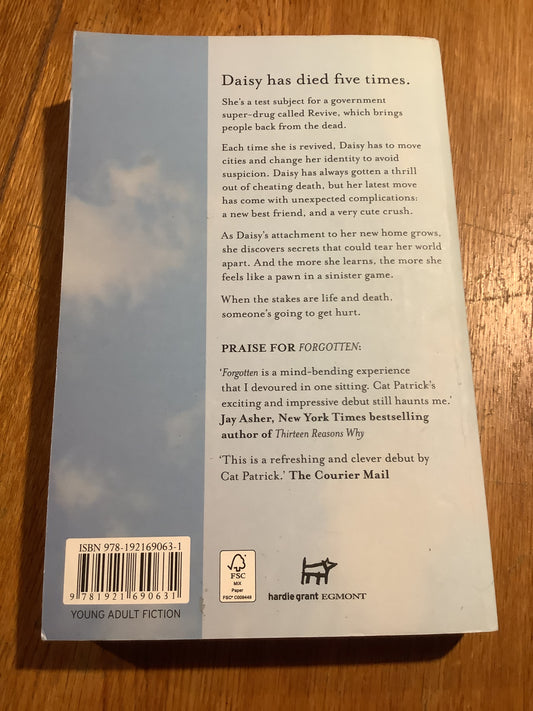 Daisy has died five times.
She's a test subject for a government
super-drug called Revive, which brings
people back from the dead.
Each time she is revived, Daisy has to move
cities and change her identity to avoid
suspicion. Daisy has always gotten a thrill
out of cheating death, but her latest move
has come with unexpected complications:
a new best friend, and a very cute crush.
As Daisy's attachment to her new home grows,
she discovers secrets that could tear her world
apart. And the more she learns, the more she
feels like a pawn in a sinister game.
When the stakes are life and death,
someone's going to get hurt.
PRAISE FOR FORGOTTEN:
'Forgotten is a mind-bending experience
that I devoured in one sitting. Cat Patrick's
exciting and impressive debut still haunts me.'
Jay Asher, New York Times bestselling
author of Thirteen Reasons Why
'This is a refreshing and clever debut by
Cat Patrick.' The Courier Mail
ISBN 978-192169063-1
9 781921 690631
YOUNG ADULT FICTION
FSC
MIX
Paper
FSC® C009448
hardie grant EGMONT